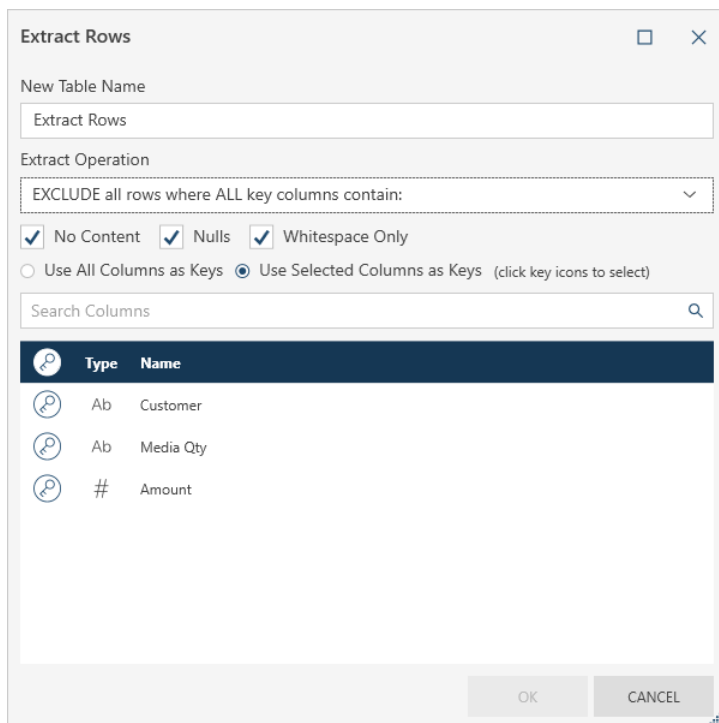 Extract Rows
New Table Name
Extract Rows
Extract Operation
EXCLUDE all rows where ALL key columns contain:
No Content Nulls Whitespace Only
Use All Columns as Keys Use Selected Columns as Keys (click key icons to select)
Search Columns
Type Name
Ab Customer
Ab Media Qty
# Amount
OK CANCEL